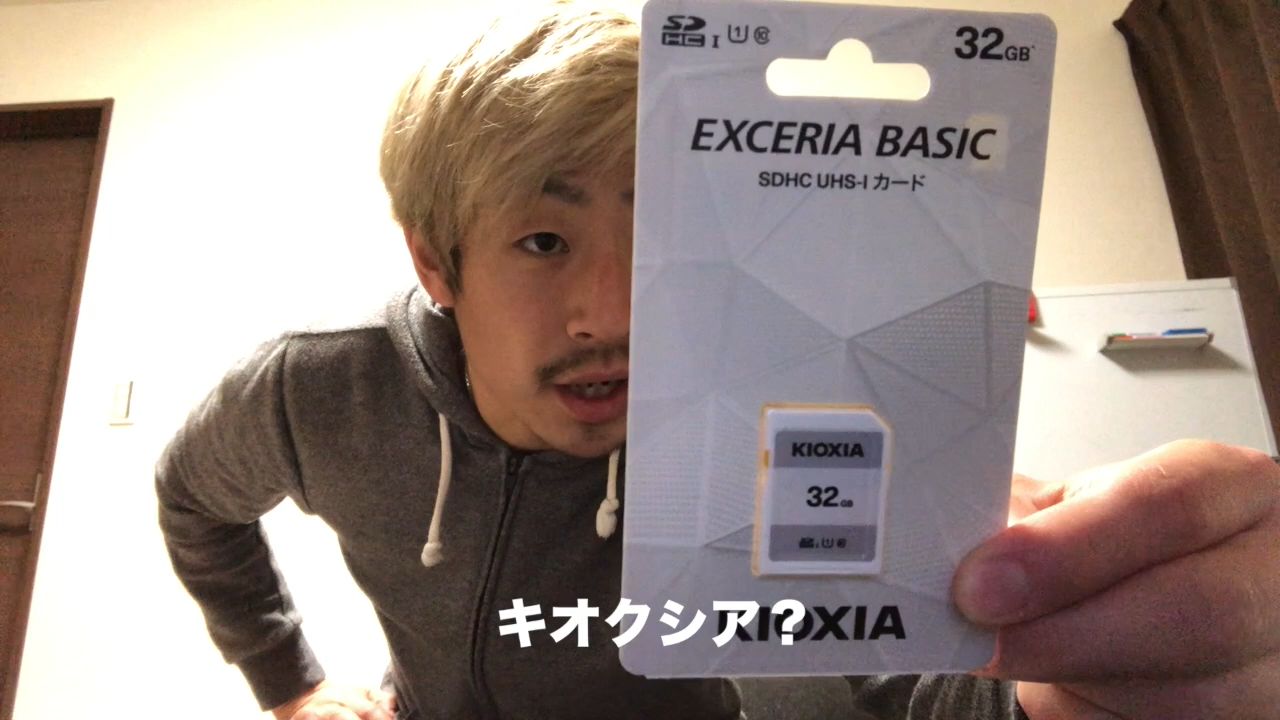 SD HC I U1 10
32GB
EXCERIA BASIC
SDHC UHS-I カード
KIOXIA
32GB
キオクシア?
KIOXIA